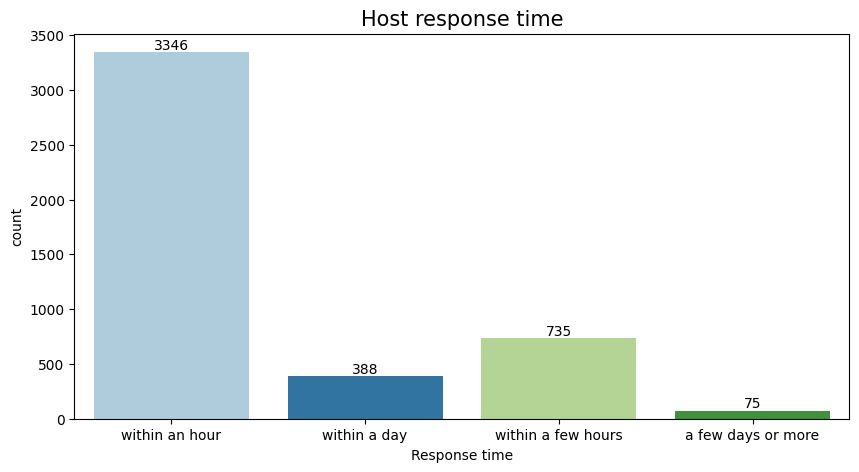 Host response time
3500
3000
2500
2000
1500
1000
500
0
count
3346
388
735
75
within an hour
within a day
within a few hours
a few days or more
Response time